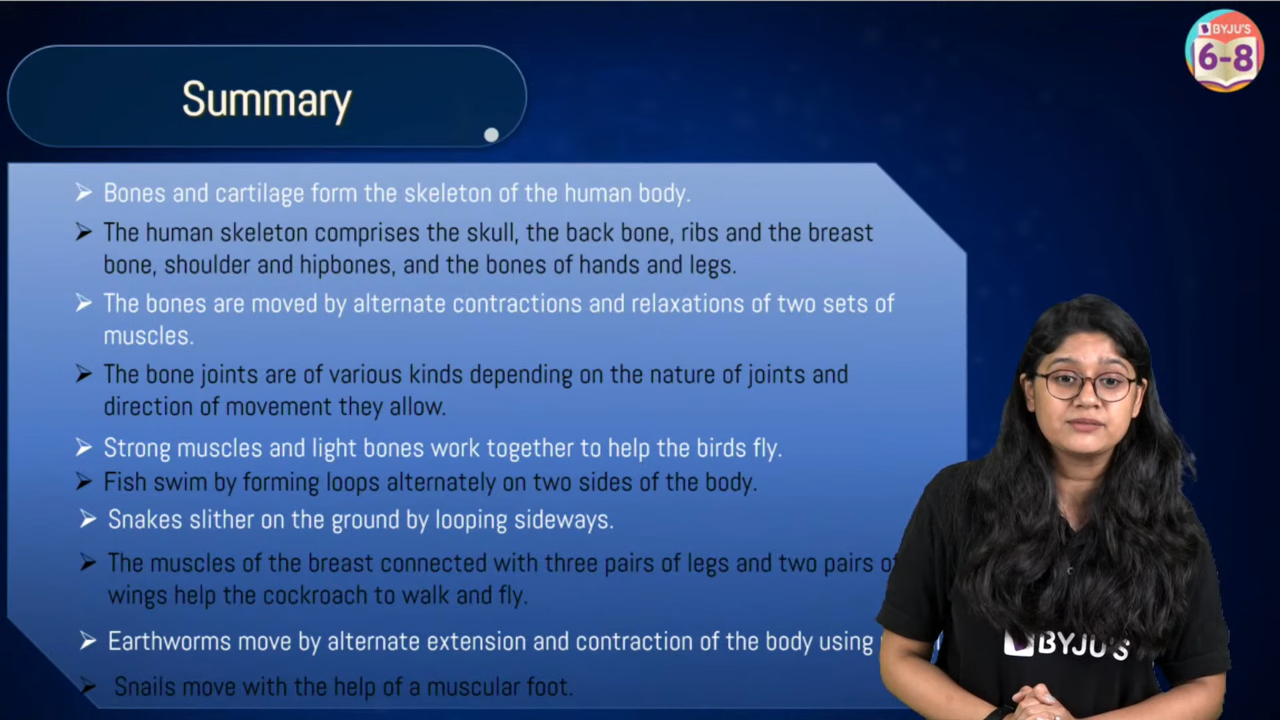 BYJU'S
6-8
Summary
➤ Bones and cartilage form the skeleton of the human body.
➤ The human skeleton comprises the skull, the back bone, ribs and the breast
bone, shoulder and hipbones, and the bones of hands and legs.
➤ The bones are moved by alternate contractions and relaxations of two sets of
muscles.
➤ The bone joints are of various kinds depending on the nature of joints and
direction of movement they allow.
➤ Strong muscles and light bones work together to help the birds fly.
➤ Fish swim by forming loops alternately on two sides of the body.
➤ Snakes slither on the ground by looping sideways.
➤ The muscles of the breast connected with three pairs of legs and two pairs of
wings help the cockroach to walk and fly.
➤ Earthworms move by alternate extension and contraction of the body using
➤ Snails move with the help of a muscular foot.
BYJU'S